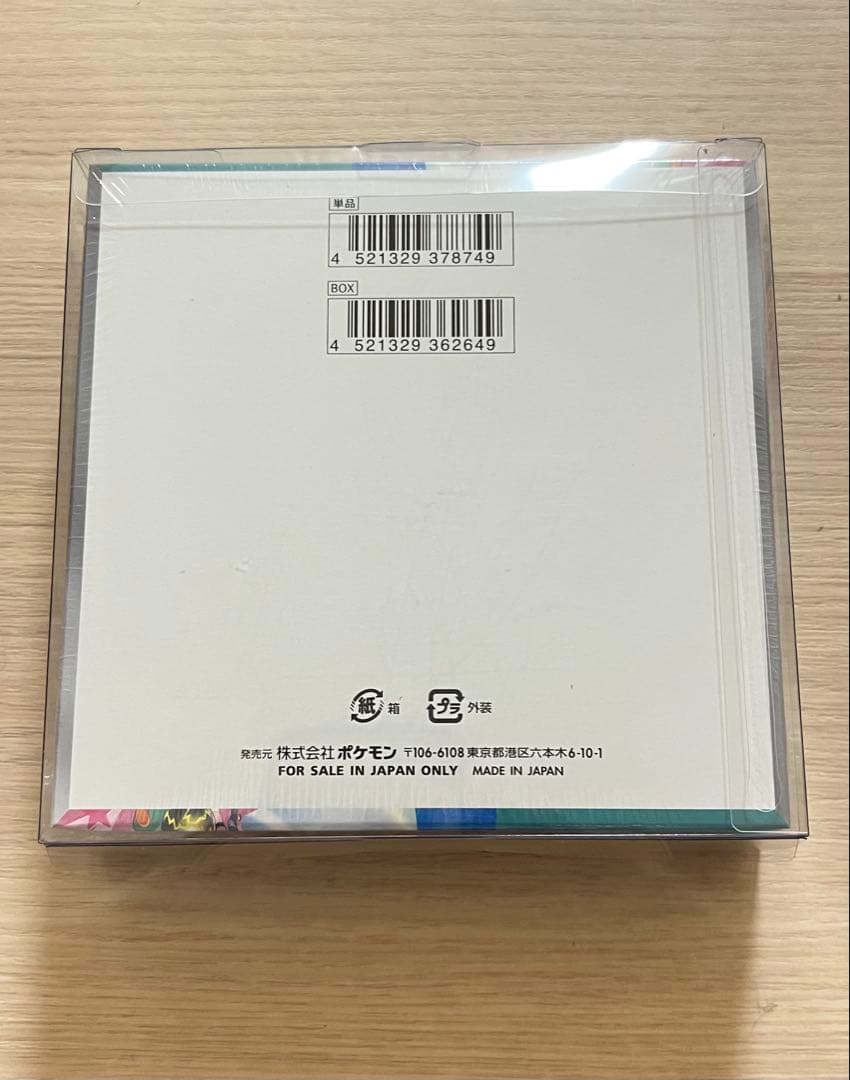 単品
4 521329 378749
BOX
4 521329 362649
紙 箱 プラ 外装
発売元 株式会社ポケモン 〒106-6108 東京都港区六本木6-10-1
FOR SALE IN JAPAN ONLY MADE IN JAPAN